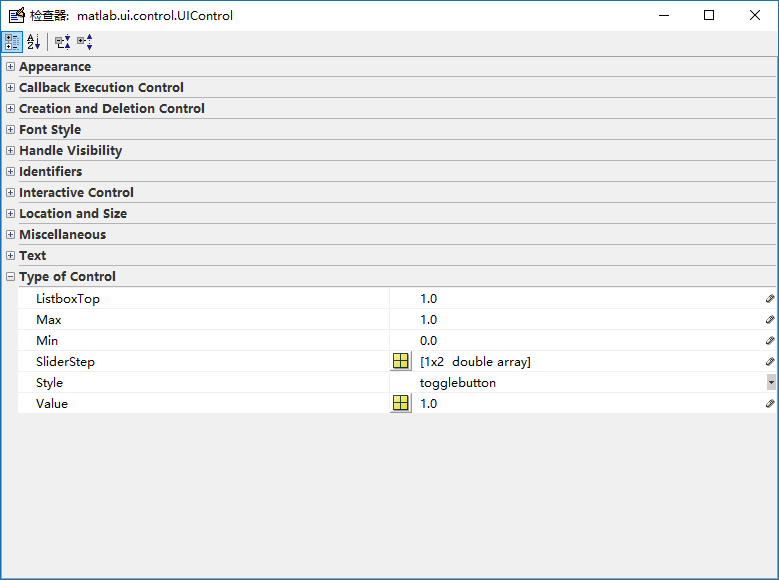 检查器: matlab.ui.control.UIControl
Appearance
Callback Execution Control
Creation and Deletion Control
Font Style
Handle Visibility
Identifiers
Interactive Control
Location and Size
Miscellaneous
Text
Type of Control
ListboxTop 1.0
Max 1.0
Min 0.0
SliderStep [1x2 double array]
Style togglebutton
Value 1.0